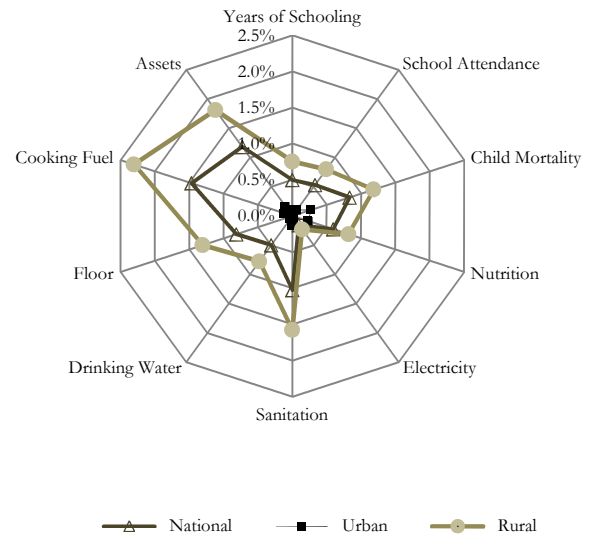 Years of Schooling
2.5%
Assets
School Attendance
2.0%
1.5%
1.0%
Cooking Fuel
Child Mortality
0.5%
0.0%
Floor
Nutrition
Drinking Water
Electricity
Sanitation
National Urban Rural